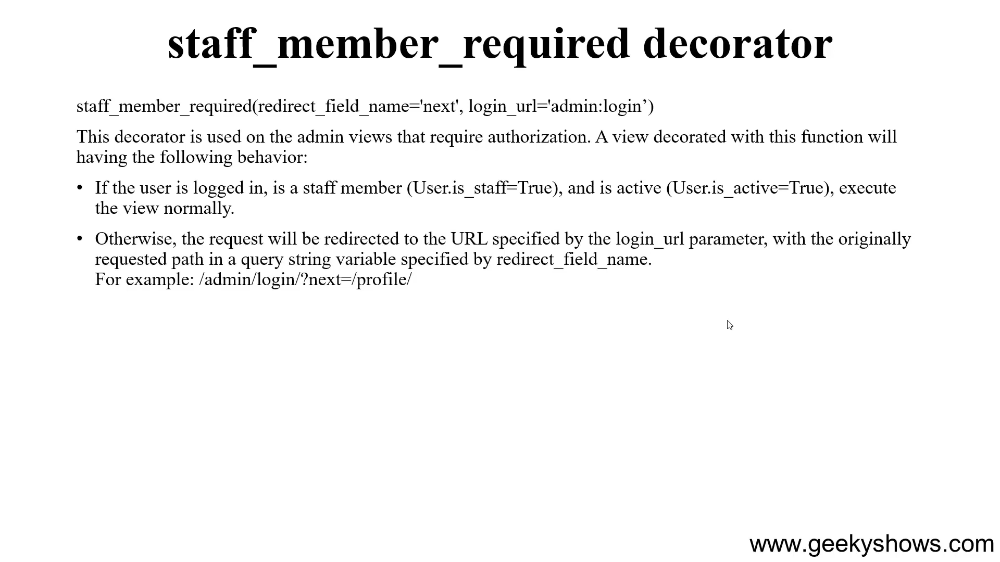 staff_member_required decorator
staff_member_required(redirect_field_name='next', login_url='admin:login’)
This decorator is used on the admin views that require authorization. A view decorated with this function will
having the following behavior:
• If the user is logged in, is a staff member (User.is_staff=True), and is active (User.is_active=True), execute
the view normally.
• Otherwise, the request will be redirected to the URL specified by the login_url parameter, with the originally
requested path in a query string variable specified by redirect_field_name.
For example: /admin/login/?next=/profile/
www.geekyshows.com